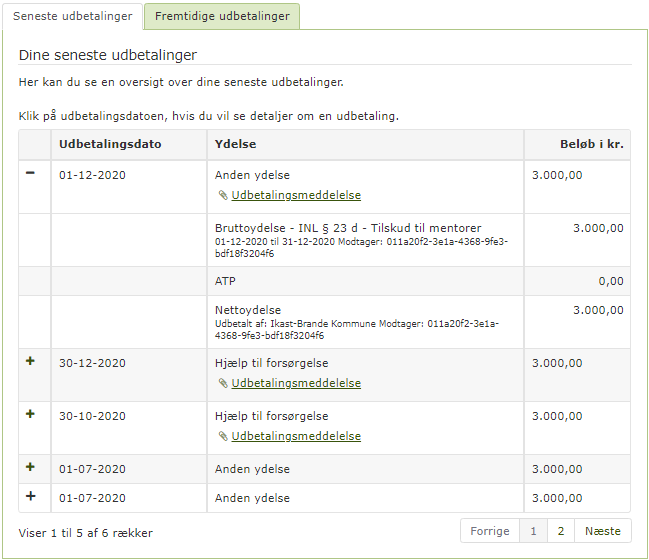 Seneste udbetalinger Fremtidige udbetalinger
Dine seneste udbetalinger
Her kan du se en oversigt over dine seneste udbetalinger.
Klik på udbetalingsdatoen, hvis du vil se detaljer om en udbetaling.
Udbetalingsdato Ydelse Beløb i kr.
− 01-12-2020 Anden ydelse 3.000,00
Udbetalingsmeddelelse
Bruttoydelse - INL § 23 d - Tilskud til mentorer 3.000,00
01-12-2020 til 31-12-2020 Modtager: 011a20f2-3e1a-4368-9fe3-
bdf18f3204f6
ATP 0,00
Nettoydelse 3.000,00
Udbetalt af: Ikast-Brande Kommune Modtager: 011a20f2-3e1a-
4368-9fe3-bdf18f3204f6
+ 30-12-2020 Hjælp til forsørgelse 3.000,00
Udbetalingsmeddelelse
+ 30-10-2020 Hjælp til forsørgelse 3.000,00
Udbetalingsmeddelelse
+ 01-07-2020 Anden ydelse 3.000,00
+ 01-07-2020 Anden ydelse 3.000,00
Viser 1 til 5 af 6 rækker Forrige 1 2 Næste